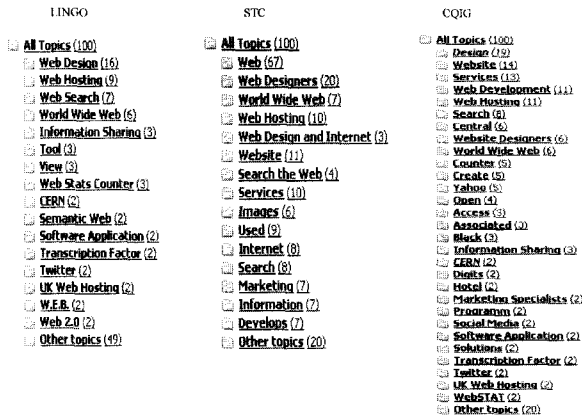 LINGO
All Topics (100)
Web Design (16)
Web Hosting (9)
Web Search (7)
World Wide Web (6)
Information Sharing (3)
Tool (3)
View (3)
Web Stats Counter (3)
CERN (2)
Semantic Web (2)
Software Application (2)
Transcription Factor (2)
Twitter (2)
UK Web Hosting (2)
W.E.B. (2)
Web 2.0 (2)
Other topics (49)
STC
All Topics (100)
Web (67)
Web Designers (20)
World Wide Web (7)
Web Hosting (10)
Web Design and Internet (3)
Website (11)
Search the Web (4)
Services (10)
Images (6)
Used (9)
Internet (8)
Search (8)
Marketing (7)
Information (7)
Develops (7)
Other topics (20)
CQIG
All Topics (100)
Design (19)
Website (14)
Services (13)
Web Development (11)
Web Hosting (11)
Search (8)
Central (6)
Website Designers (6)
World Wide Web (6)
Counter (5)
Create (5)
Yahoo (5)
Open (4)
Access (3)
Associated (3)
Black (3)
Information Sharing (3)
CERN (2)
Digits (2)
Hotel (2)
Marketing Specialists (2)
Programm (2)
Social Media (2)
Software Application (2)
Solutions (2)
Transcription Factor (2)
Twitter (2)
UK Web Hosting (2)
WebSTAT (2)
Other topics (20)